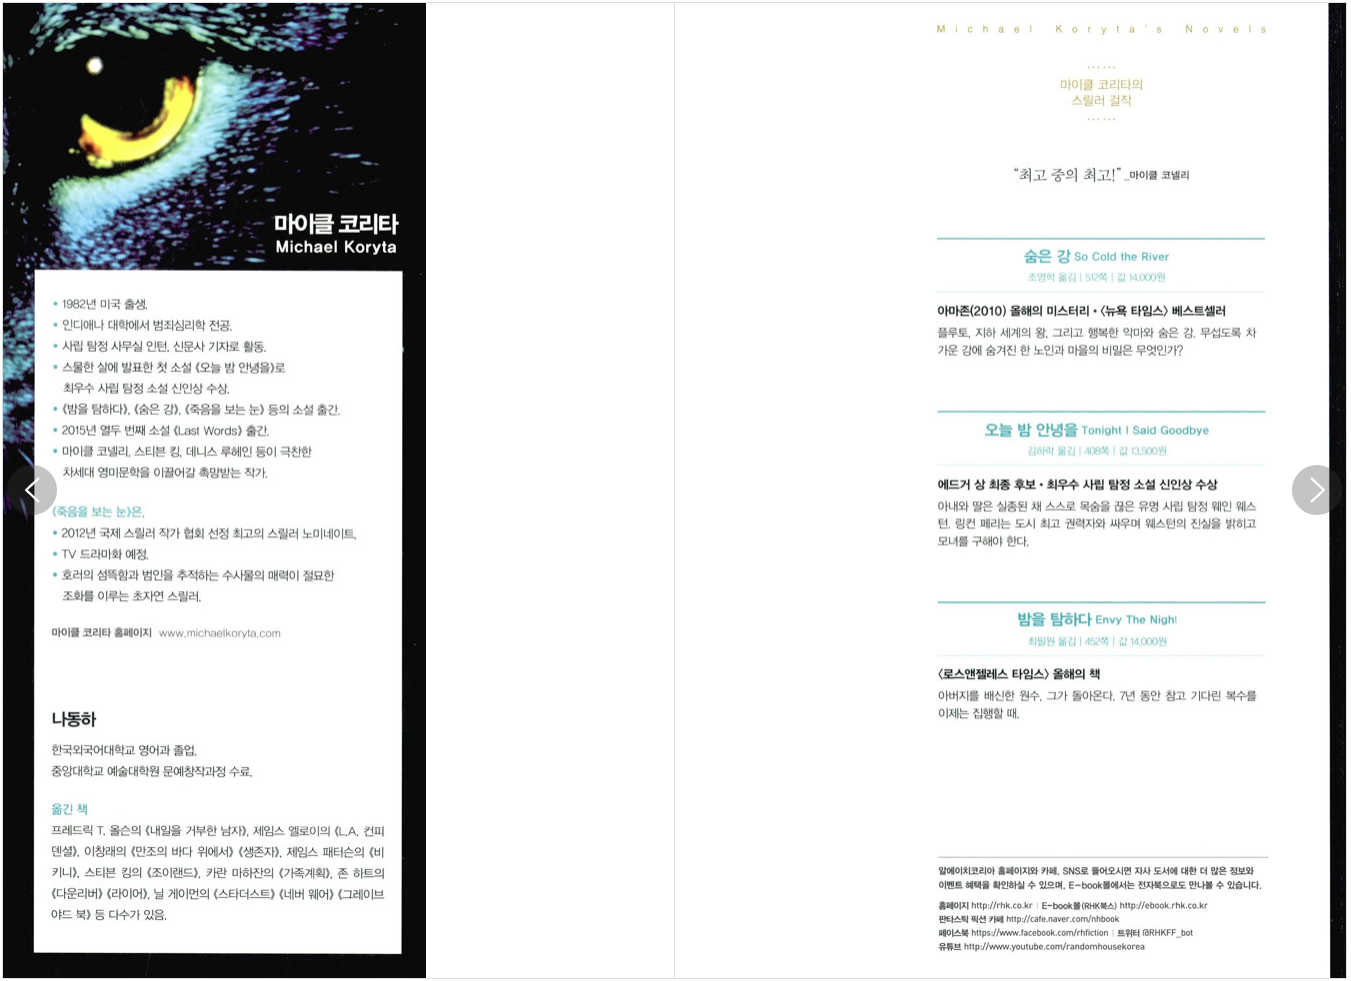 마이클 코리타
Michael Koryta
• 1982년 미국 출생.
• 인디애나 대학에서 범죄심리학 전공.
• 사립 탐정 사무실 인턴, 신문사 기자로 활동.
• 스물한 살에 발표한 첫 소설 《오늘 밤 안녕을》로
최우수 사립 탐정 소설 신인상 수상.
• 《밤을 탐하다》, 《숨은 강》, 《죽음을 보는 눈》 등의 소설 출간.
• 2015년 열두 번째 소설 《Last Words》 출간.
• 마이클 코넬리, 스티븐 킹, 데니스 루헤인 등이 극찬한
차세대 영미문학을 이끌어갈 촉망받는 작가.
《죽음을 보는 눈》은,
• 2012년 국제 스릴러 작가 협회 선정 최고의 스릴러 노미네이트.
• TV 드라마화 예정.
• 호러의 섬뜩함과 범인을 추적하는 수사물의 매력이 절묘한
조화를 이루는 초자연 스릴러.
마이클 코리타 홈페이지 www.michaelkoryta.com
나동하
한국외국어대학교 영어과 졸업.
중앙대학교 예술대학원 문예창작과정 수료.
옮긴 책
프레드릭 T. 올슨의 《내일을 거부한 남자》, 제임스 엘로이의 《L.A. 컨피
덴셜》, 이창래의 《만조의 바다 위에서》 《생존자》, 제임스 패터슨의 《비
키니》, 스티븐 킹의 《조이랜드》, 카란 마하잔의 《가족계획》, 존 하트의
《다운리버》 《라이어》, 닐 게이먼의 《스타더스트》 《네버 웨어》 《그레이브
야드 북》 등 다수가 있음.
Michael Koryta's Novels
······
마이클 코리타의
스릴러 걸작
······
“최고 중의 최고!” _마이클 코넬리
숨은 강 So Cold the River
조영학 옮김 | 512쪽 | 값 14,000원
아마존(2010) 올해의 미스터리 • 〈뉴욕 타임스〉 베스트셀러
플루토, 지하 세계의 왕, 그리고 행복한 악마와 숨은 강. 무섭도록 차
가운 강에 숨겨진 한 노인과 마을의 비밀은 무엇인가?
오늘 밤 안녕을 Tonight I Said Goodbye
김하락 옮김 | 408쪽 | 값 13,500원
에드거 상 최종 후보 • 최우수 사립 탐정 소설 신인상 수상
아내와 딸은 실종된 채 스스로 목숨을 끊은 유명 사립 탐정 웨인 웨스
턴. 링컨 페리는 도시 최고 권력자와 싸우며 웨스턴의 진실을 밝히고
모녀를 구해야 한다.
밤을 탐하다 Envy The Night
최필원 옮김 | 452쪽 | 값 14,000원
〈로스앤젤레스 타임스〉 올해의 책
아버지를 배신한 원수, 그가 돌아온다. 7년 동안 참고 기다린 복수를
이제는 집행할 때.
알에이치코리아 홈페이지와 카페, SNS로 들어오시면 자사 도서에 대한 더 많은 정보와
이벤트 혜택을 확인하실 수 있으며, E-book몰에서는 전자북으로도 만나볼 수 있습니다.
홈페이지 http://rhk.co.kr | E-book몰(RHK북스) http://ebook.rhk.co.kr
판타스틱 픽션 카페 http://cafe.naver.com/nhbook
페이스북 https://www.facebook.com/rhfiction | 트위터 @RHKFF_bot
유튜브 http://www.youtube.com/randomhousekorea